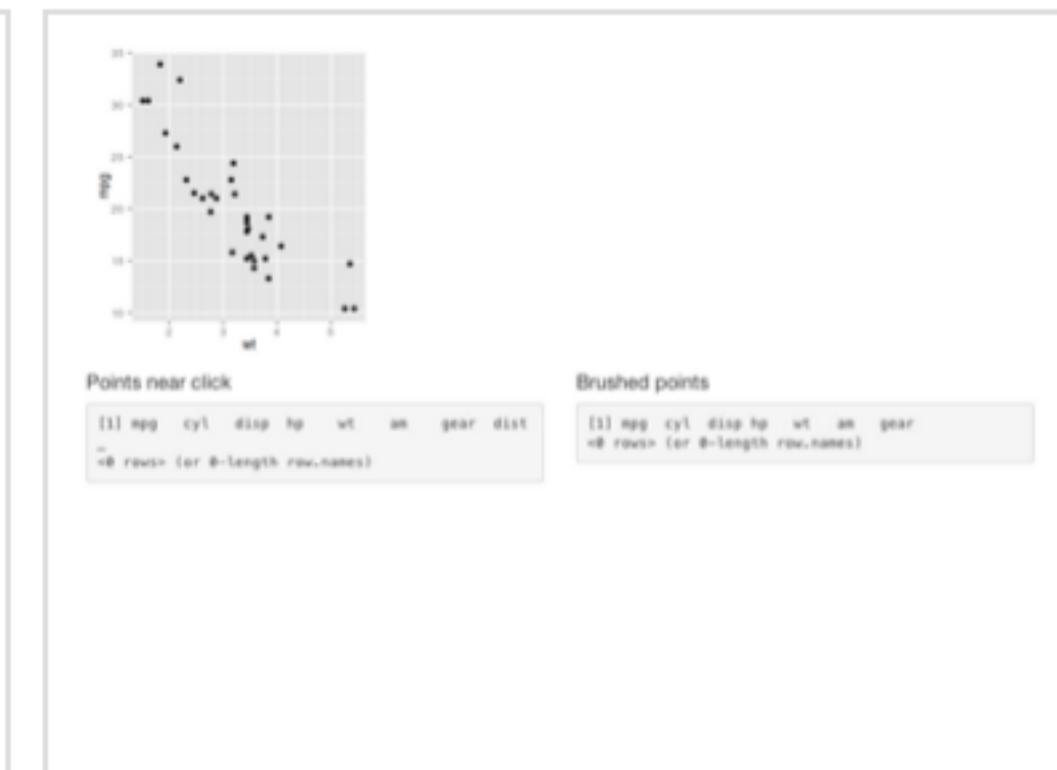 35
30
25
20
15
10
mpg
2 3 4 5
wt
Points near click
[1] mpg cyl disp hp wt am gear dist
_
<0 rows> (or 0-length row.names)
Brushed points
[1] mpg cyl disp hp wt am gear
<0 rows> (or 0-length row.names)